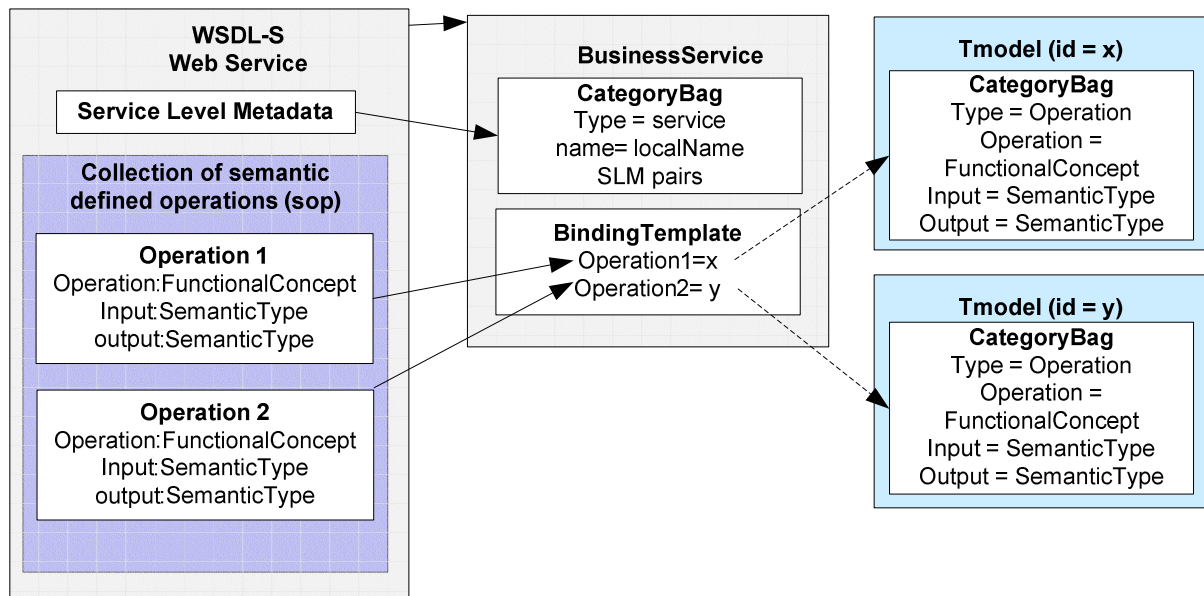 WSDL-S
Web Service
Service Level Metadata
Collection of semantic
defined operations (sop)
Operation 1
Operation:FunctionalConcept
Input:SemanticType
output:SemanticType
Operation 2
Operation:FunctionalConcept
Input:SemanticType
output:SemanticType
BusinessService
CategoryBag
Type = service
name= localName
SLM pairs
BindingTemplate
Operation1=x
Operation2= y
Tmodel (id = x)
CategoryBag
Type = Operation
Operation =
FunctionalConcept
Input = SemanticType
Output = SemanticType
Tmodel (id = y)
CategoryBag
Type = Operation
Operation =
FunctionalConcept
Input = SemanticType
Output = SemanticType